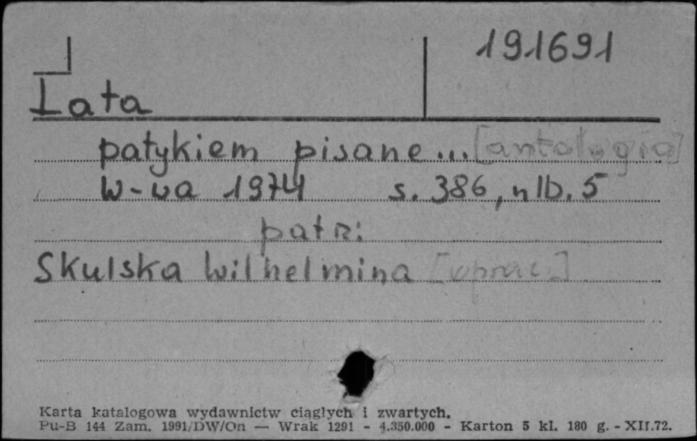 191691
Lata
patykiem pisane... [antologia]
W-wa 1974 s. 386, nlb. 5
patrz:
Skulska Wilhelmina [oprac.]
Karta katalogowa wydawnictw ciągłych i zwartych.
Pu-B 144 Zam. 1991/DW/On — Wrak 1291 - 4.350.000 - Karton 5 kl. 180 g. - XII.72.